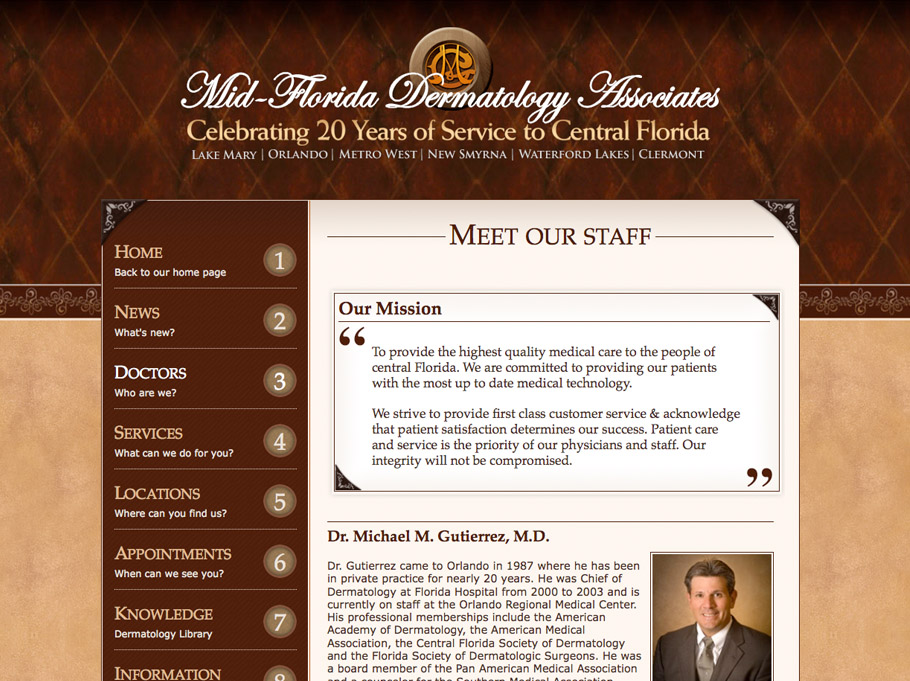 Mid-Florida Dermatology Associates
Celebrating 20 Years of Service to Central Florida
Lake Mary | Orlando | Metro West | New Smyrna | Waterford Lakes | Clermont
Home
Back to our home page
1
News
What's new?
2
Doctors
Who are we?
3
Services
What can we do for you?
4
Locations
Where can you find us?
5
Appointments
When can we see you?
6
Knowledge
Dermatology Library
7
Information
8
Meet our staff
Our Mission
“
To provide the highest quality medical care to the people of
central Florida. We are committed to providing our patients
with the most up to date medical technology.
We strive to provide first class customer service & acknowledge
that patient satisfaction determines our success. Patient care
and service is the priority of our physicians and staff. Our
integrity will not be compromised.
”
Dr. Michael M. Gutierrez, M.D.
Dr. Gutierrez came to Orlando in 1987 where he has been
in private practice for nearly 20 years. He was Chief of
Dermatology at Florida Hospital from 2000 to 2003 and is
currently on staff at the Orlando Regional Medical Center.
His professional memberships include the American
Academy of Dermatology, the American Medical
Association, the Central Florida Society of Dermatology
and the Florida Society of Dermatologic Surgeons. He was
a board member of the Pan American Medical Association
and a counselor for the Southern Medical Association